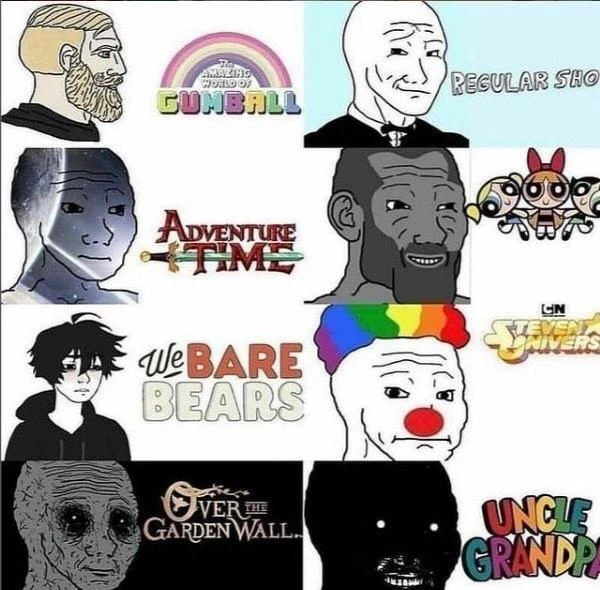 The
AMAZING
WORLD OF
GUMBALL
REGULAR SHO
ADVENTURE
TIME
CN
STEVEN
UNIVERS
We BARE
BEARS
OVER THE
GARDEN WALL
UNCLE
GRANDPA